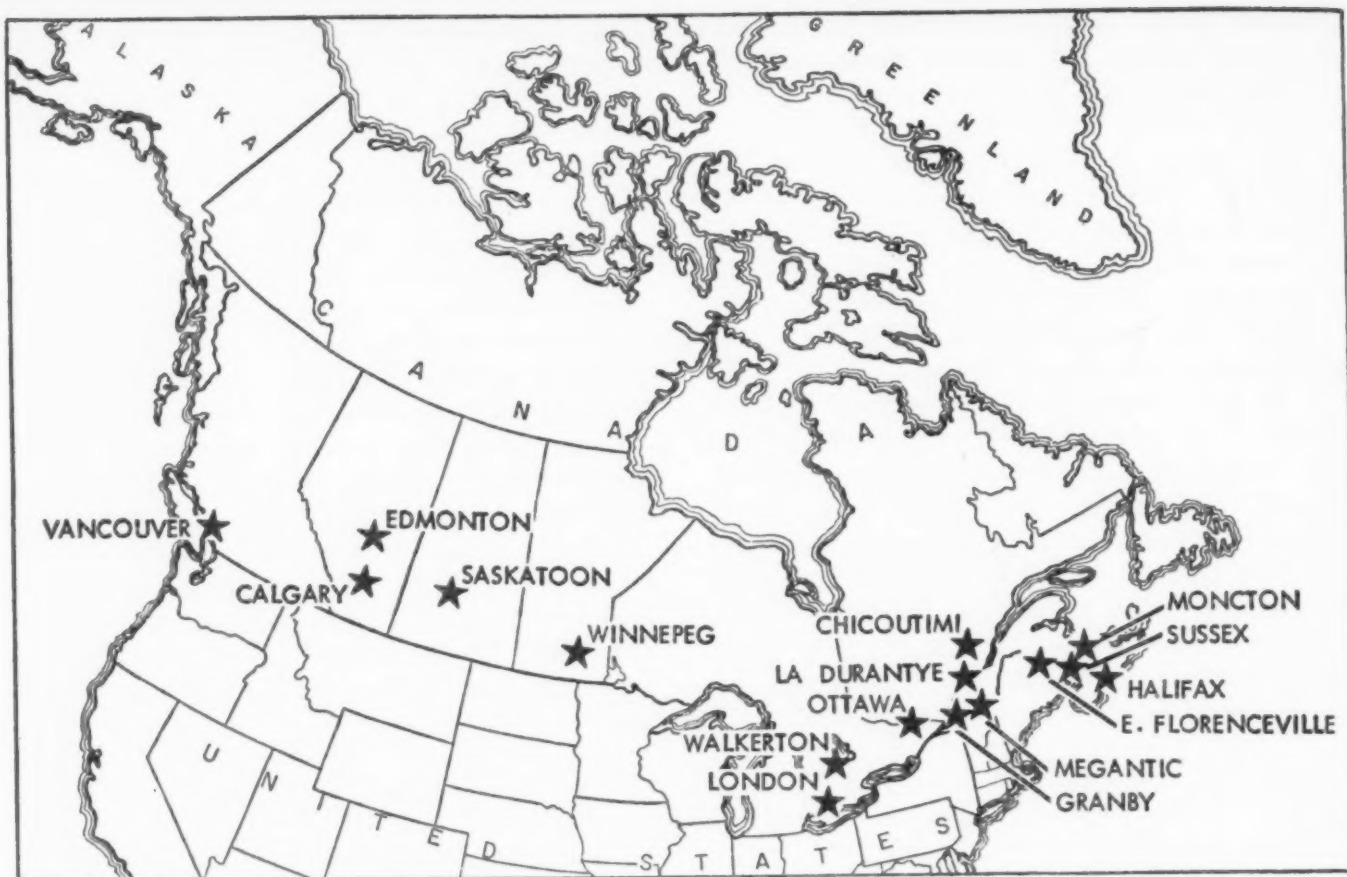 ALASKA
GREENLAND
CANADA
VANCOUVER
EDMONTON
CALGARY
SASKATOON
WINNEPEG
CHICOUTIMI
MONCTON
SUSSEX
LA DURANTYE
HALIFAX
OTTAWA
E. FLORENCEVILLE
WALKERTON
MEGANTIC
LONDON
GRANBY
UNITED STATES